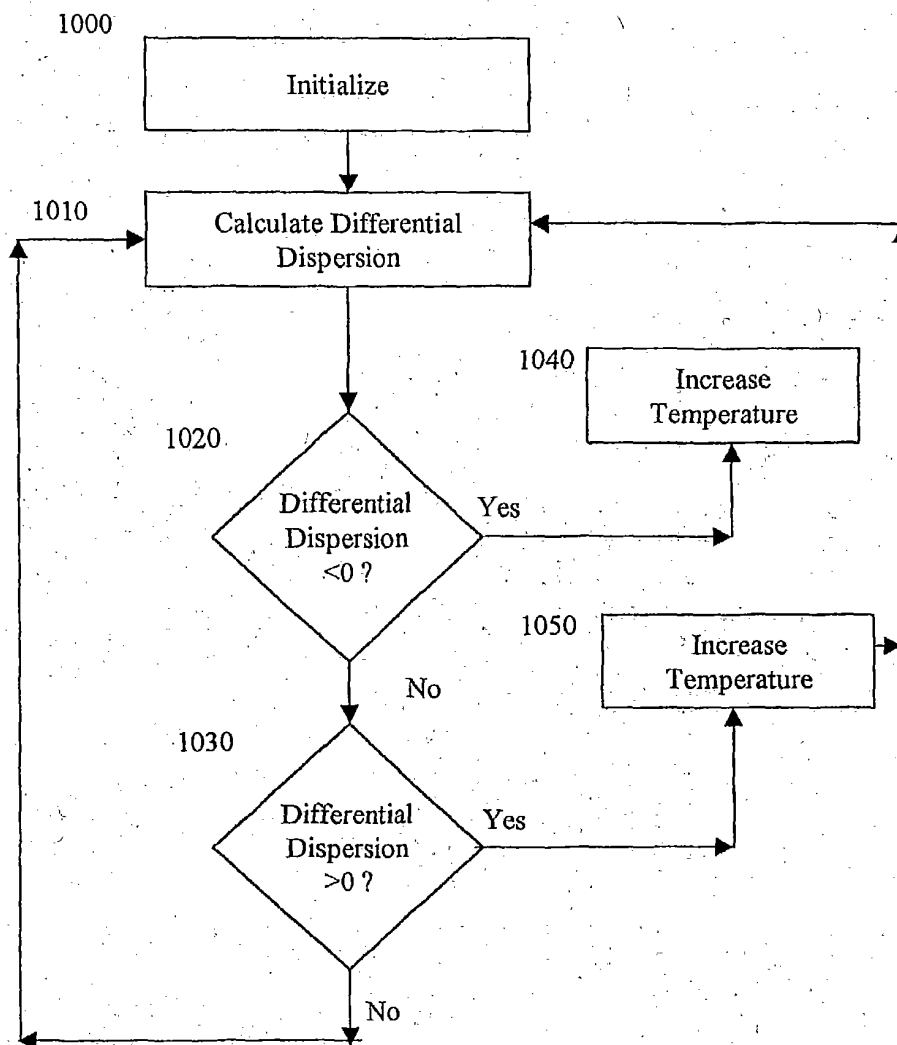 1000
Initialize
1010
Calculate Differential
Dispersion
1040
Increase
Temperature
1020
Differential
Dispersion
<0 ?
Yes
1050
Increase
Temperature
No
1030
Differential
Dispersion
>0 ?
Yes
No